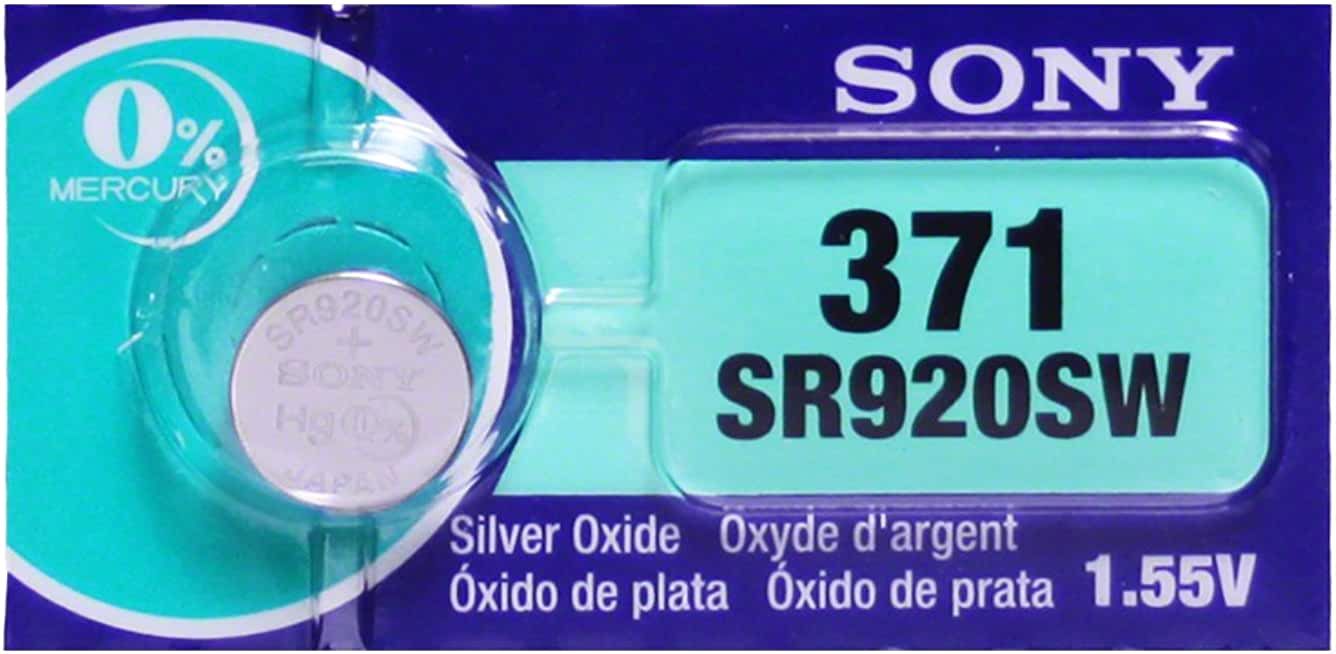 0%
MERCURY
SONY
371
SR920SW
SR920SW
+
SONY
Hg 0%
JAPAN
Silver Oxide Oxyde d'argent
Óxido de plata Óxido de prata 1.55V